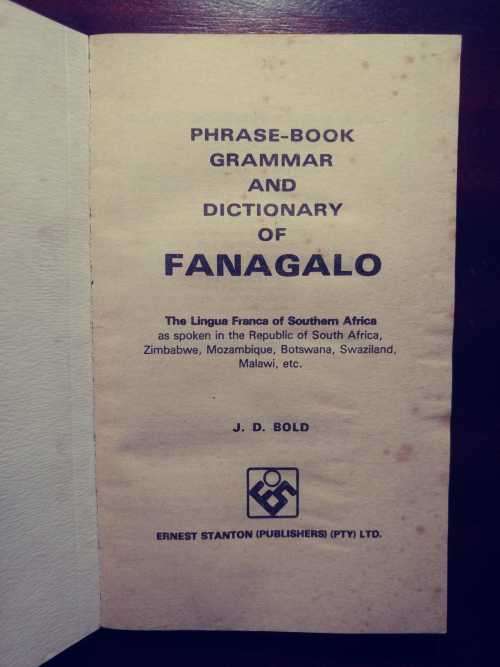 PHRASE-BOOK
GRAMMAR
AND
DICTIONARY
OF
FANAGALO
The Lingua Franca of Southern Africa
as spoken in the Republic of South Africa,
Zimbabwe, Mozambique, Botswana, Swaziland,
Malawi, etc.
J. D. BOLD
ERNEST STANTON (PUBLISHERS) (PTY) LTD.